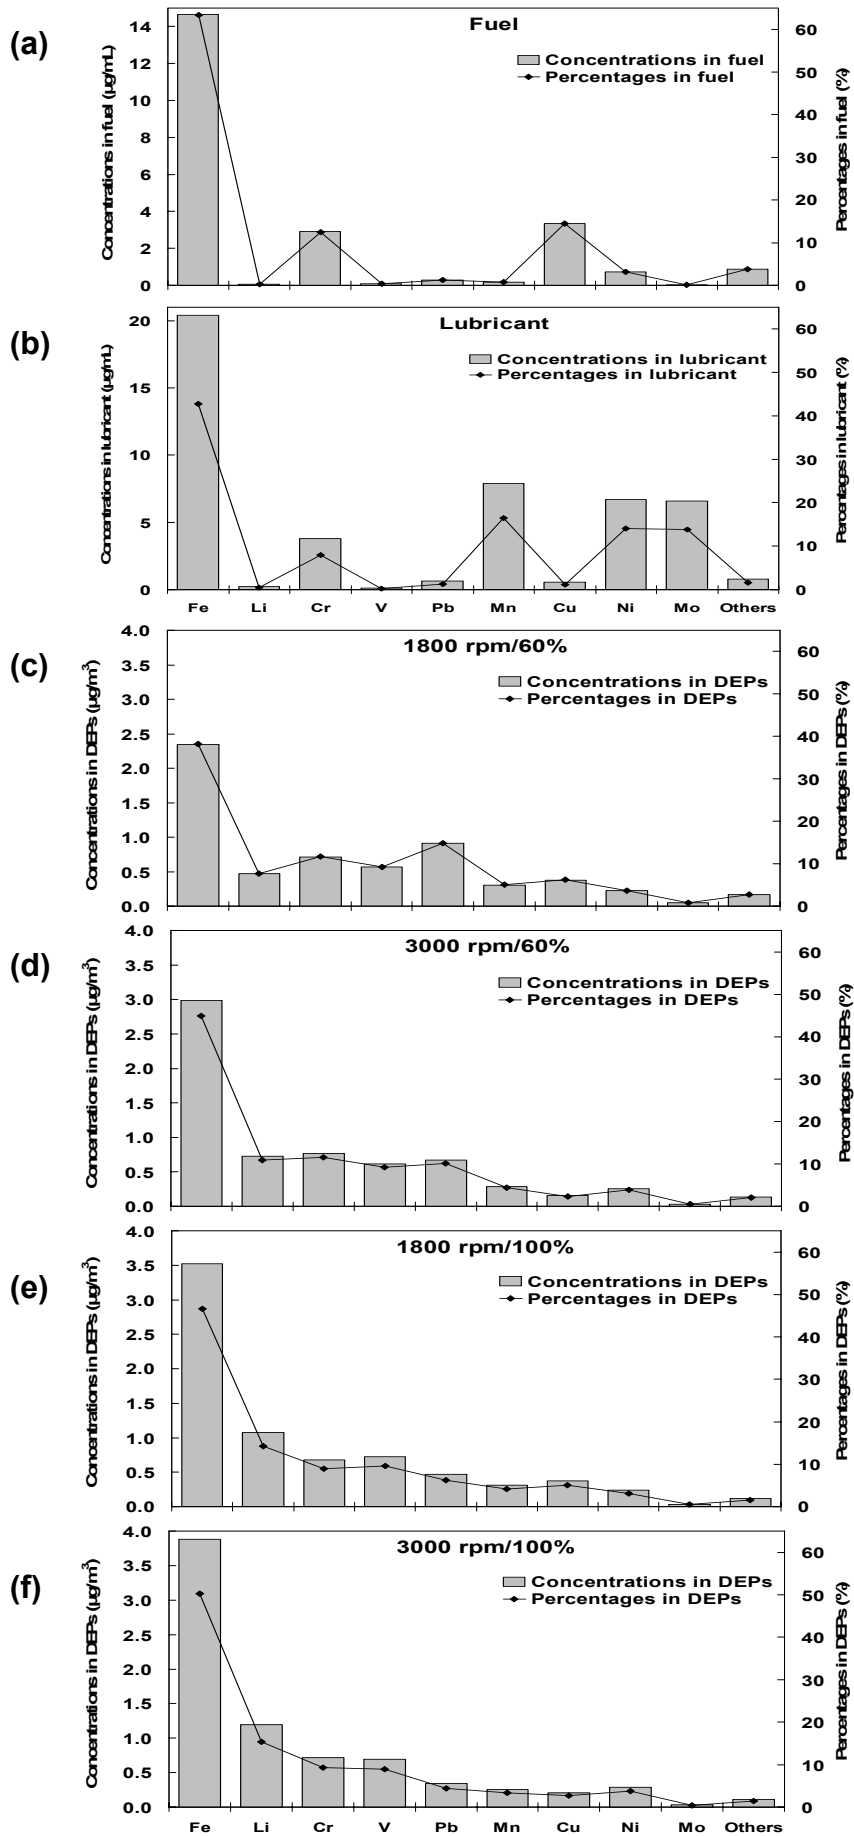 (a)
Fuel
Concentrations in fuel
Percentages in fuel
Concentrations in fuel (µg/mL)
Percentages in fuel (%)
14
12
10
8
6
4
2
0
60
50
40
30
20
10
0
(b)
Lubricant
Concentrations in lubricant
Percentages in lubricant
Concentrations in lubricant (µg/mL)
Percentages in lubricant (%)
20
15
10
5
0
60
50
40
30
20
10
0
Fe Li Cr V Pb Mn Cu Ni Mo Others
(c)
1800 rpm/60%
Concentrations in DEPs
Percentages in DEPs
Concentrations in DEPs (µg/m³)
Percentages in DEPs (%)
4.0
3.5
3.0
2.5
2.0
1.5
1.0
0.5
0.0
60
50
40
30
20
10
0
(d)
3000 rpm/60%
Concentrations in DEPs
Percentages in DEPs
Concentrations in DEPs (µg/m³)
Percentages in DEPs (%)
4.0
3.5
3.0
2.5
2.0
1.5
1.0
0.5
0.0
60
50
40
30
20
10
0
(e)
1800 rpm/100%
Concentrations in DEPs
Percentages in DEPs
Concentrations in DEPs (µg/m³)
Percentages in DEPs (%)
4.0
3.5
3.0
2.5
2.0
1.5
1.0
0.5
0.0
60
50
40
30
20
10
0
(f)
3000 rpm/100%
Concentrations in DEPs
Percentages in DEPs
Concentrations in DEPs (µg/m³)
Percentages in DEPs (%)
4.0
3.5
3.0
2.5
2.0
1.5
1.0
0.5
0.0
60
50
40
30
20
10
0
Fe Li Cr V Pb Mn Cu Ni Mo Others